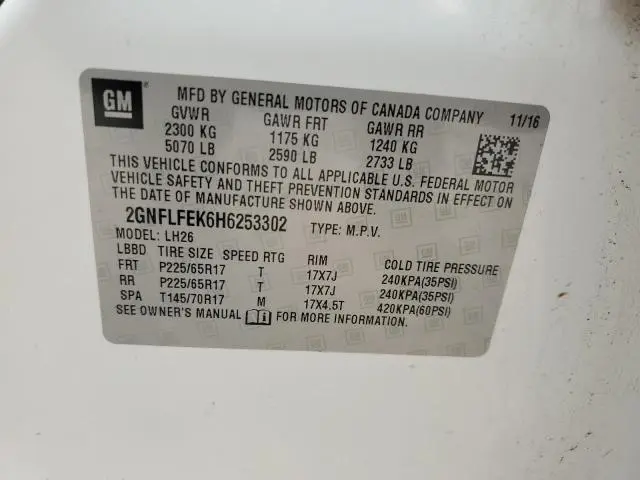 GM ®
MFD BY GENERAL MOTORS OF CANADA COMPANY
GVWR GAWR FRT GAWR RR 11/16
2300 KG 1175 KG 1240 KG
5070 LB 2590 LB 2733 LB
THIS VEHICLE CONFORMS TO ALL APPLICABLE U.S. FEDERAL MOTOR
VEHICLE SAFETY AND THEFT PREVENTION STANDARDS IN EFFECT ON
THE DATE OF MANUFACTURE SHOWN ABOVE.
2GNFLFEK6H6253302 TYPE: M.P.V.
MODEL: LH26
LBBD TIRE SIZE SPEED RTG RIM COLD TIRE PRESSURE
FRT P225/65R17 T 17X7J 240KPA(35PSI)
RR P225/65R17 T 17X7J 240KPA(35PSI)
SPA T145/70R17 M 17X4.5T 420KPA(60PSI)
SEE OWNER'S MANUAL FOR MORE INFORMATION.